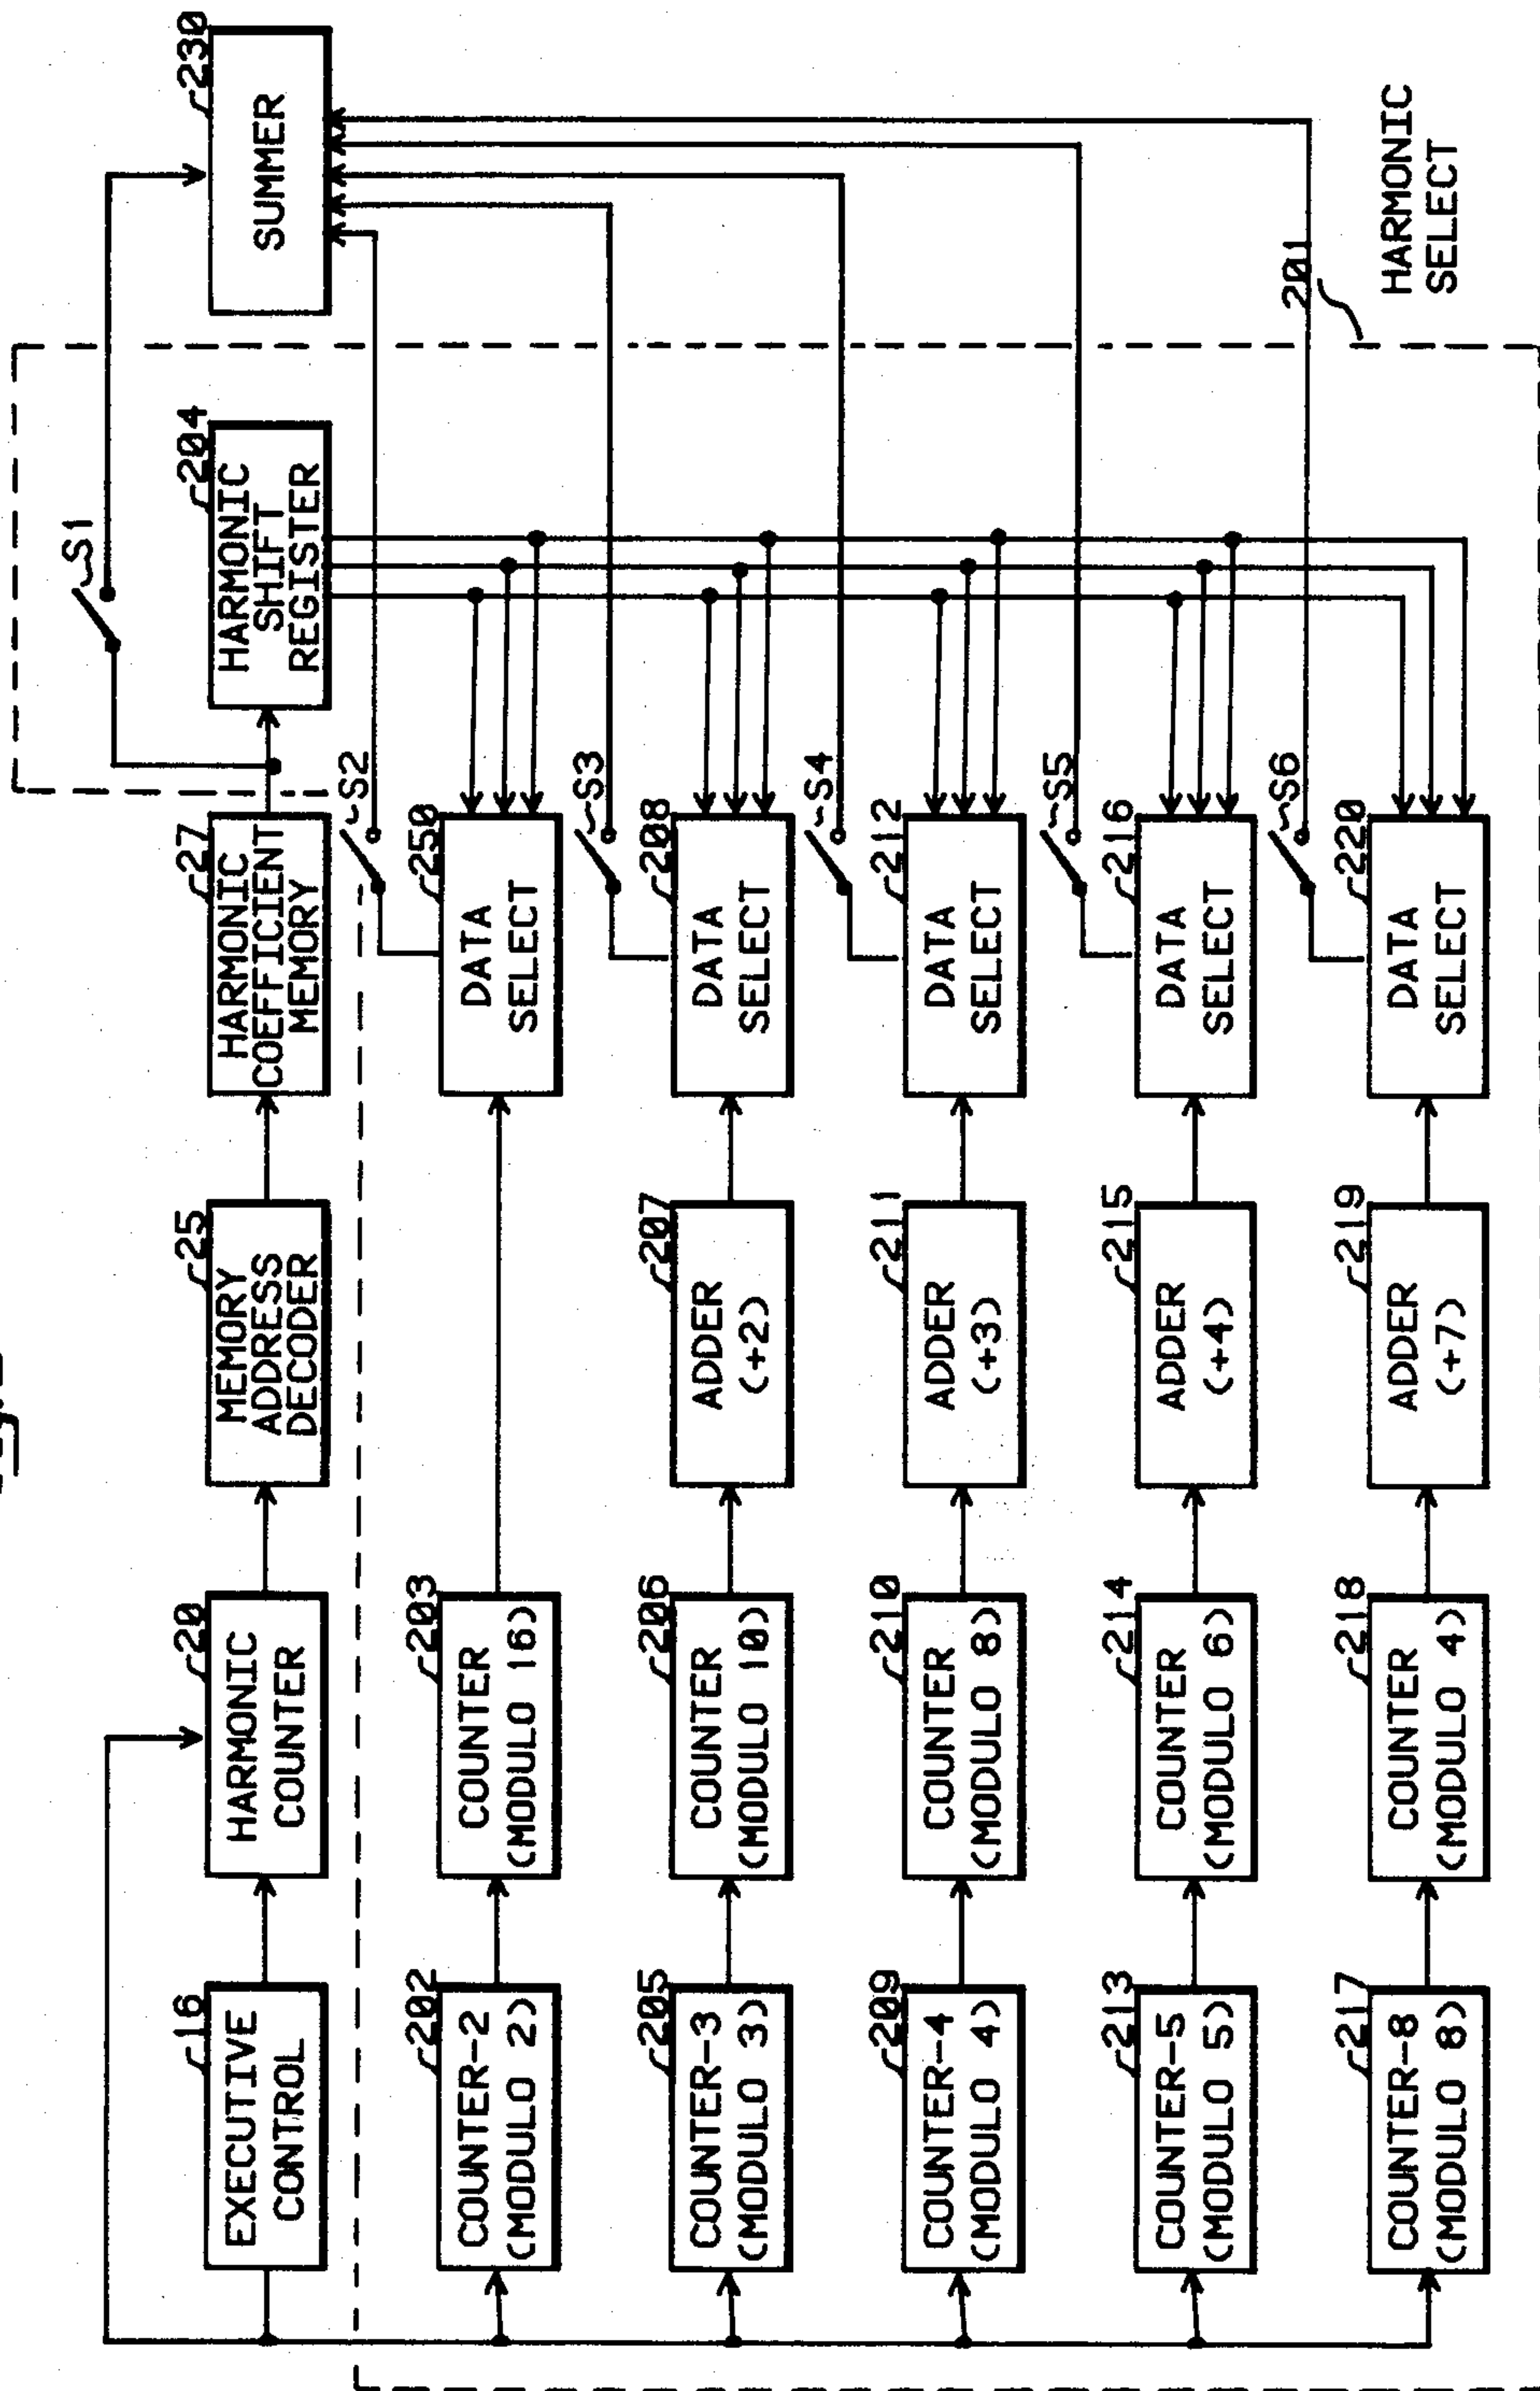 S1
16
EXECUTIVE
CONTROL
20
HARMONIC
COUNTER
25
MEMORY
ADDRESS
DECODER
27
HARMONIC
COEFFICIENT
MEMORY
204
HARMONIC
SHIFT
REGISTER
230
SUMMER
S2
202
COUNTER-2
(MODULO 2)
203
COUNTER
(MODULO 16)
250
DATA
SELECT
S3
205
COUNTER-3
(MODULO 3)
206
COUNTER
(MODULO 10)
207
ADDER
(+2)
208
DATA
SELECT
S4
209
COUNTER-4
(MODULO 4)
210
COUNTER
(MODULO 8)
211
ADDER
(+3)
212
DATA
SELECT
S5
213
COUNTER-5
(MODULO 5)
214
COUNTER
(MODULO 6)
215
ADDER
(+4)
216
DATA
SELECT
S6
217
COUNTER-8
(MODULO 8)
218
COUNTER
(MODULO 4)
219
ADDER
(+7)
220
DATA
SELECT
201
HARMONIC
SELECT